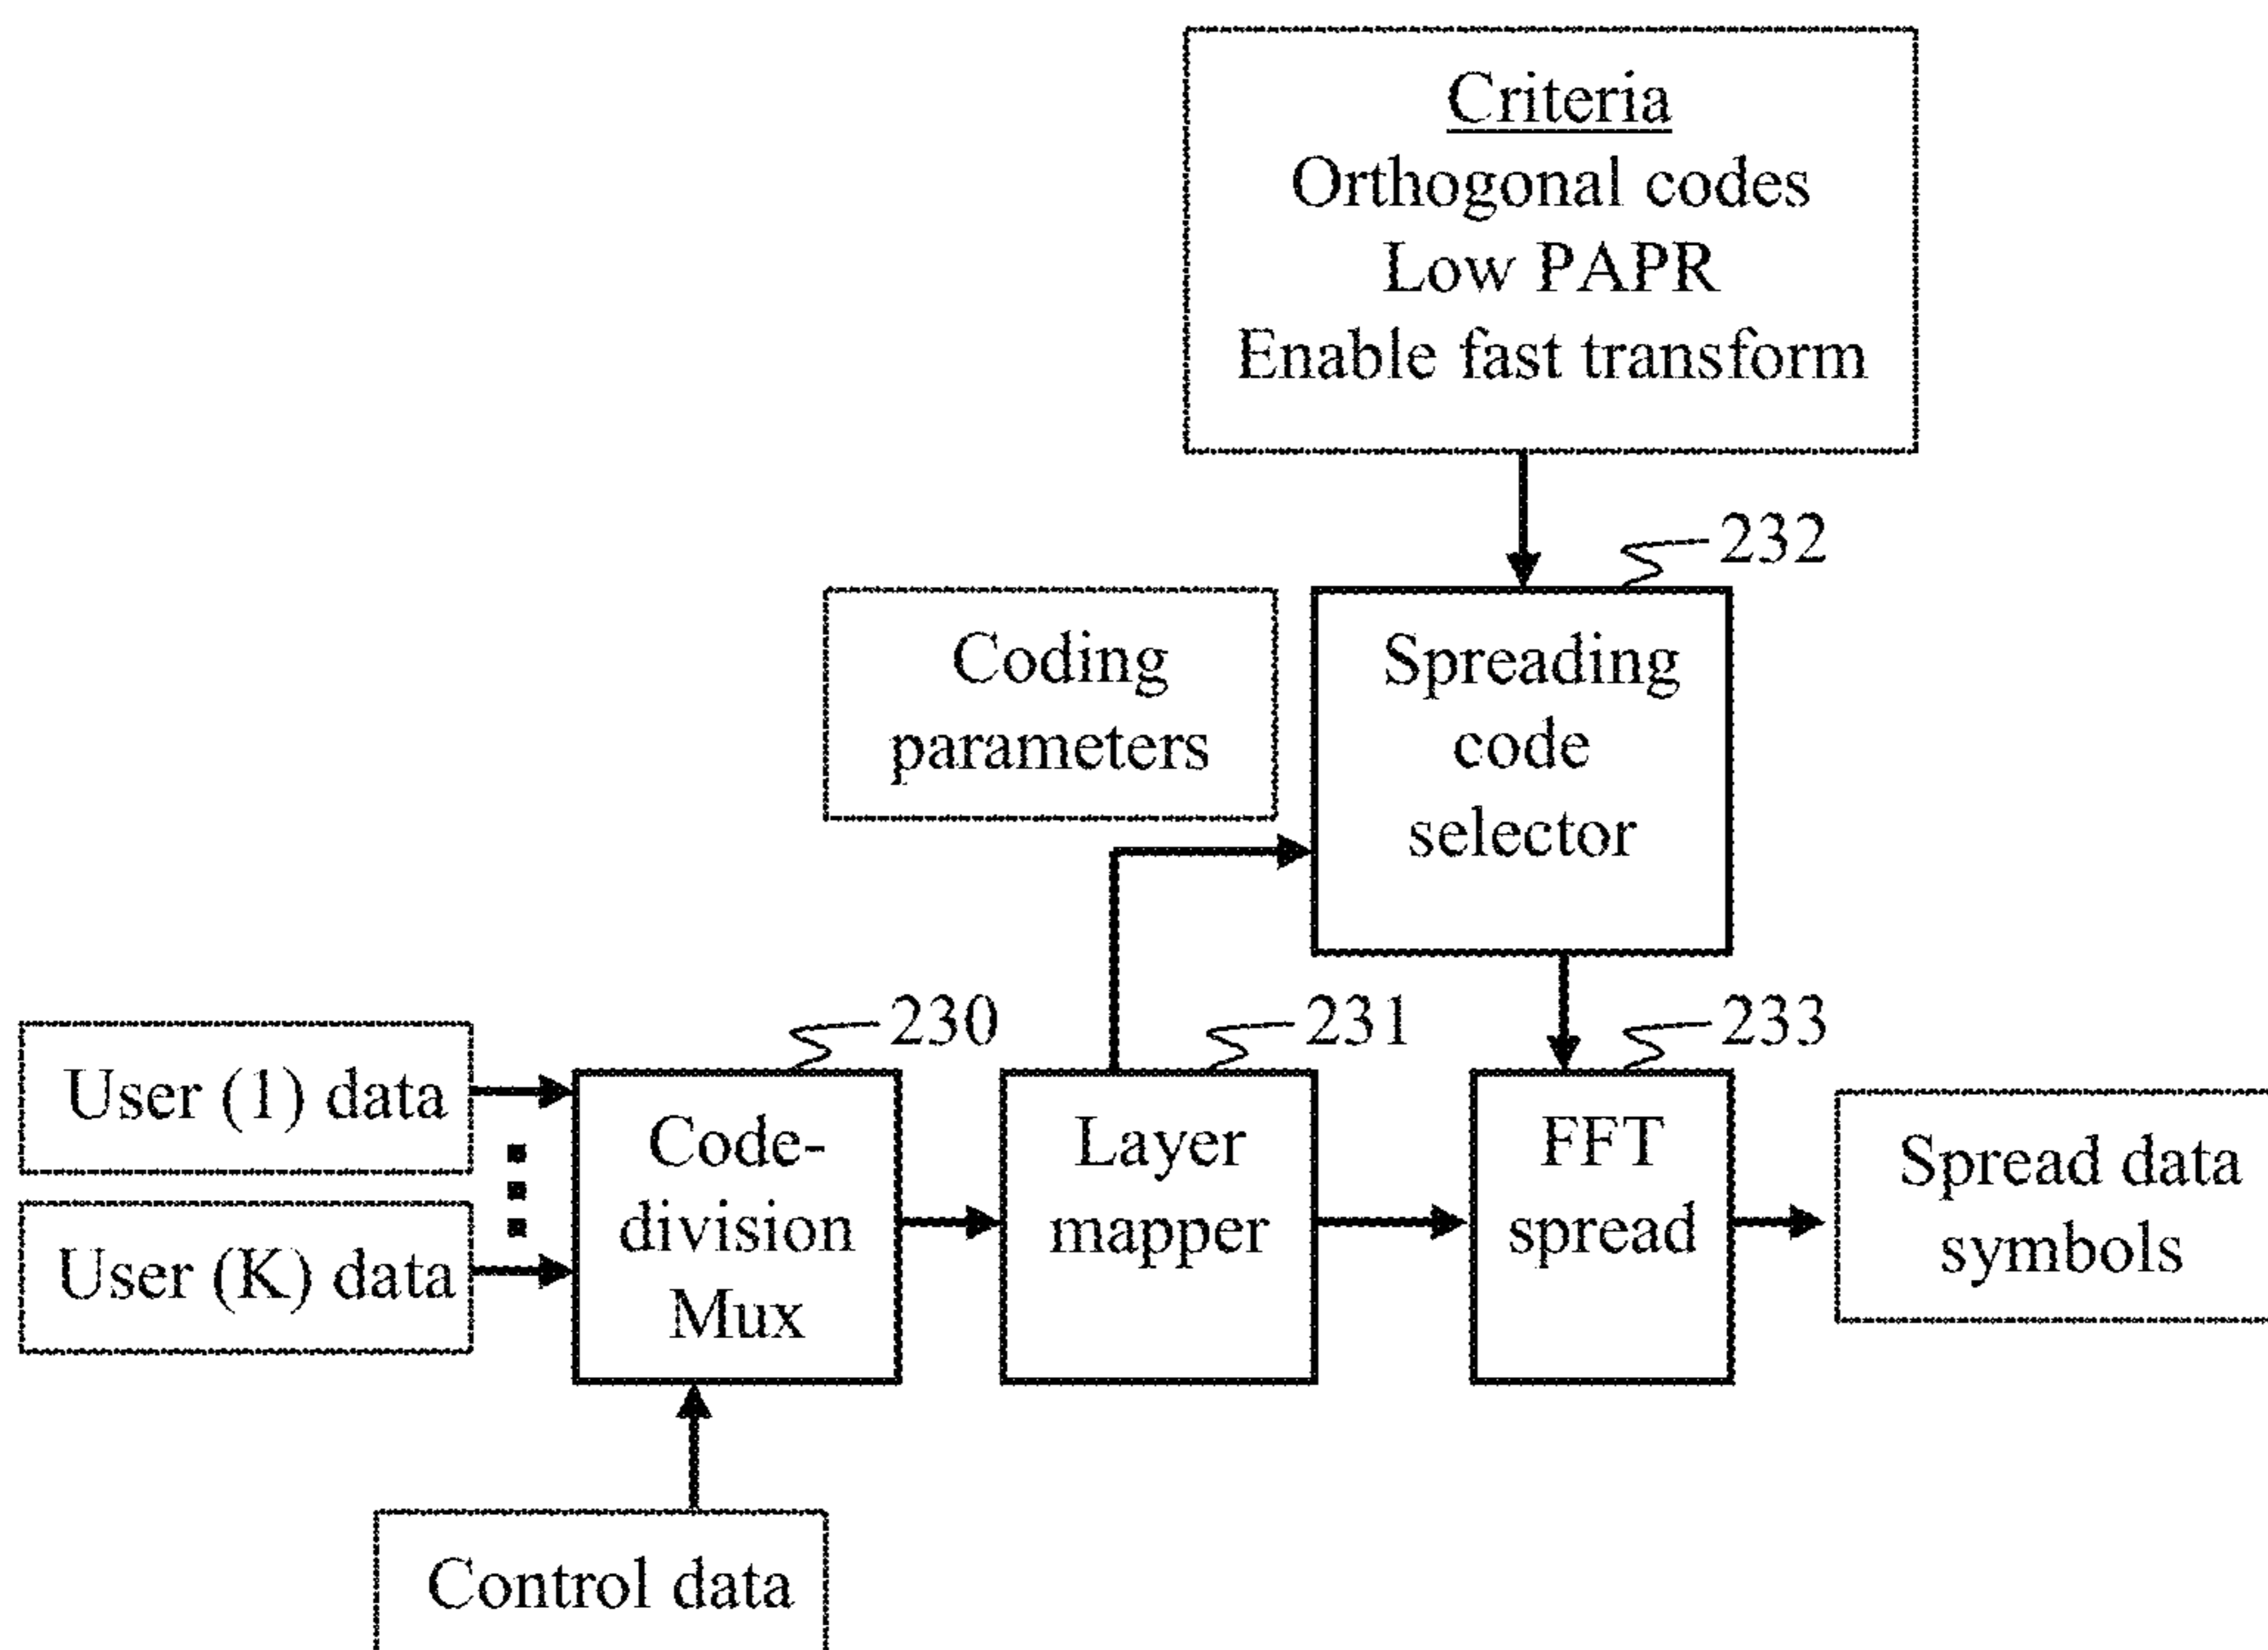 Criteria
Orthogonal codes
Low PAPR
Enable fast transform
232
Coding
parameters
Spreading
code
selector
230
231
233
User (1) data
User (K) data
Code-
division
Mux
Layer
mapper
FFT
spread
Spread data
symbols
Control data